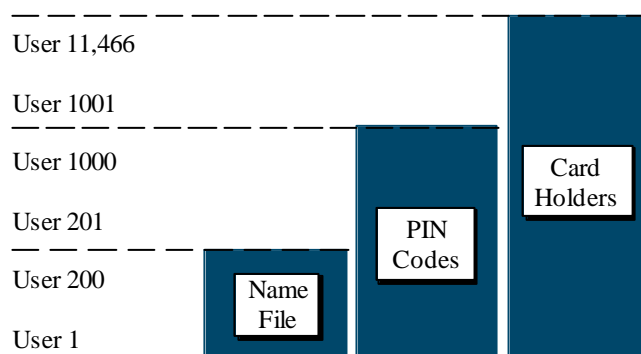 User 11,466
User 1001
User 1000
User 201
User 200
User 1
Name
File
PIN
Codes
Card
Holders